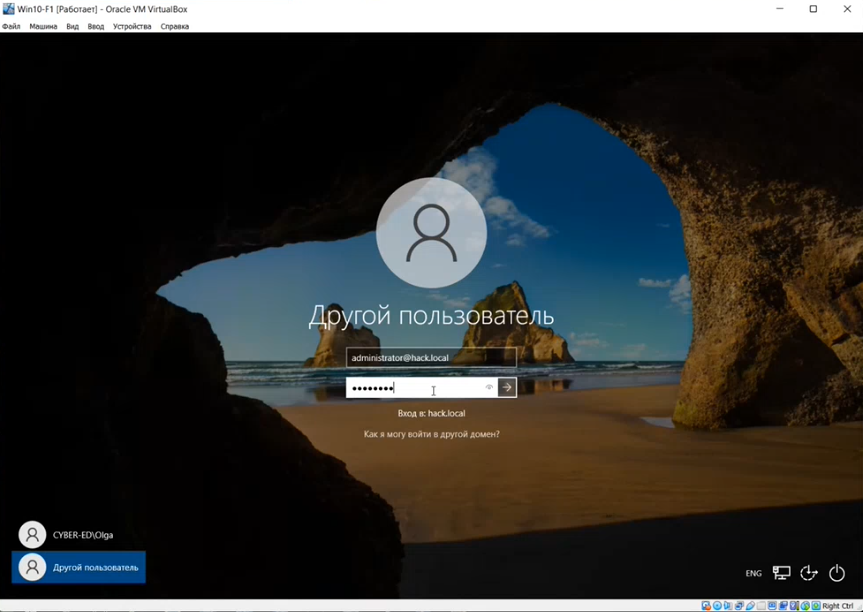 Win10-F1 [Работает] - Oracle VM VirtualBox
Файл Машина Вид Ввод Устройства Справка
Другой пользователь
administrator@hack.local
••••••••
Вход в: hack.local
Как я могу войти в другой домен?
CYBER-ED\Olga
Другой пользователь
ENG
Right Ctrl